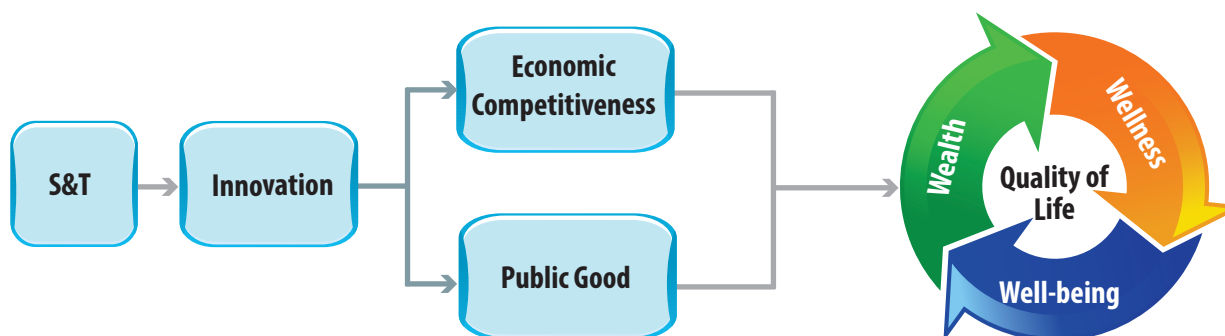 S&T
Innovation
Economic
Competitiveness
Public Good
Wealth
Wellness
Well-being
Quality of
Life